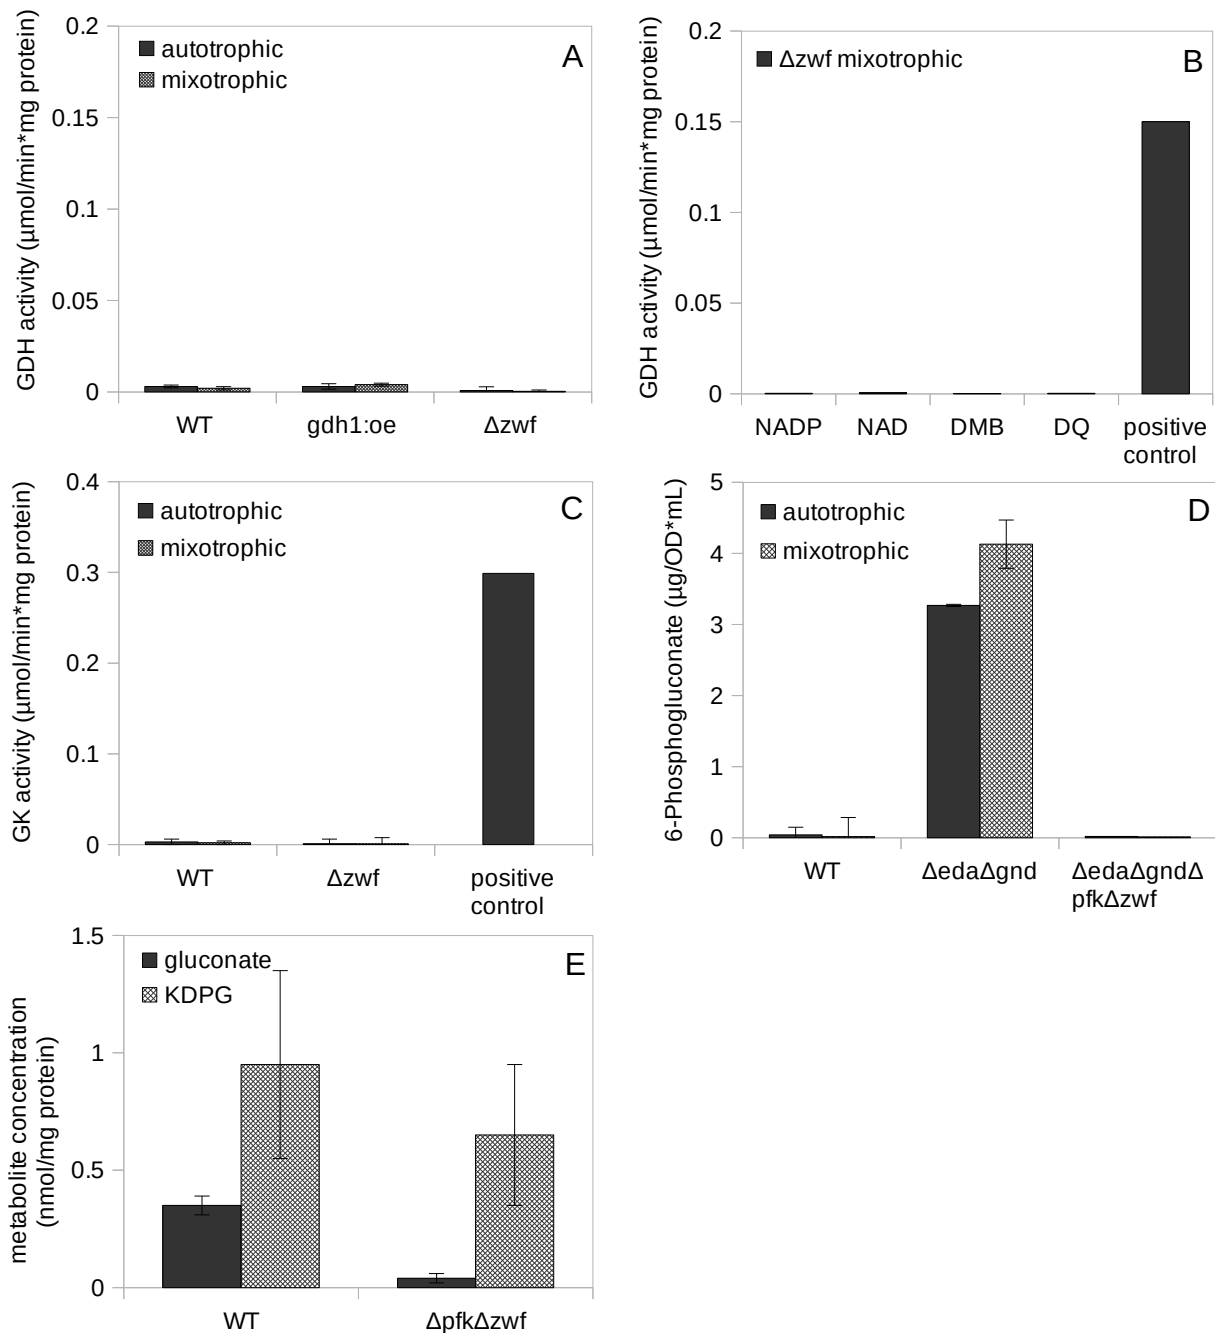 GDH activity (µmol/min*mg protein)
0.2
0.15
0.1
0.05
0
autotrophic
mixotrophic
A
WT
gdh1:oe
Δzwf
GDH activity (µmol/min*mg protein)
0.2
0.15
0.1
0.05
0
Δzwf mixotrophic
B
NADP
NAD
DMB
DQ
positive
control
GK activity (µmol/min*mg protein)
0.4
0.3
0.2
0.1
0
autotrophic
mixotrophic
C
WT
Δzwf
positive
control
6-Phosphogluconate (µg/OD*mL)
5
4
3
2
1
0
autotrophic
mixotrophic
D
WT
ΔedaΔgnd
ΔedaΔgndΔ
pfkΔzwf
metabolite concentration
(nmol/mg protein)
1.5
1
0.5
0
gluconate
KDPG
E
WT
ΔpfkΔzwf